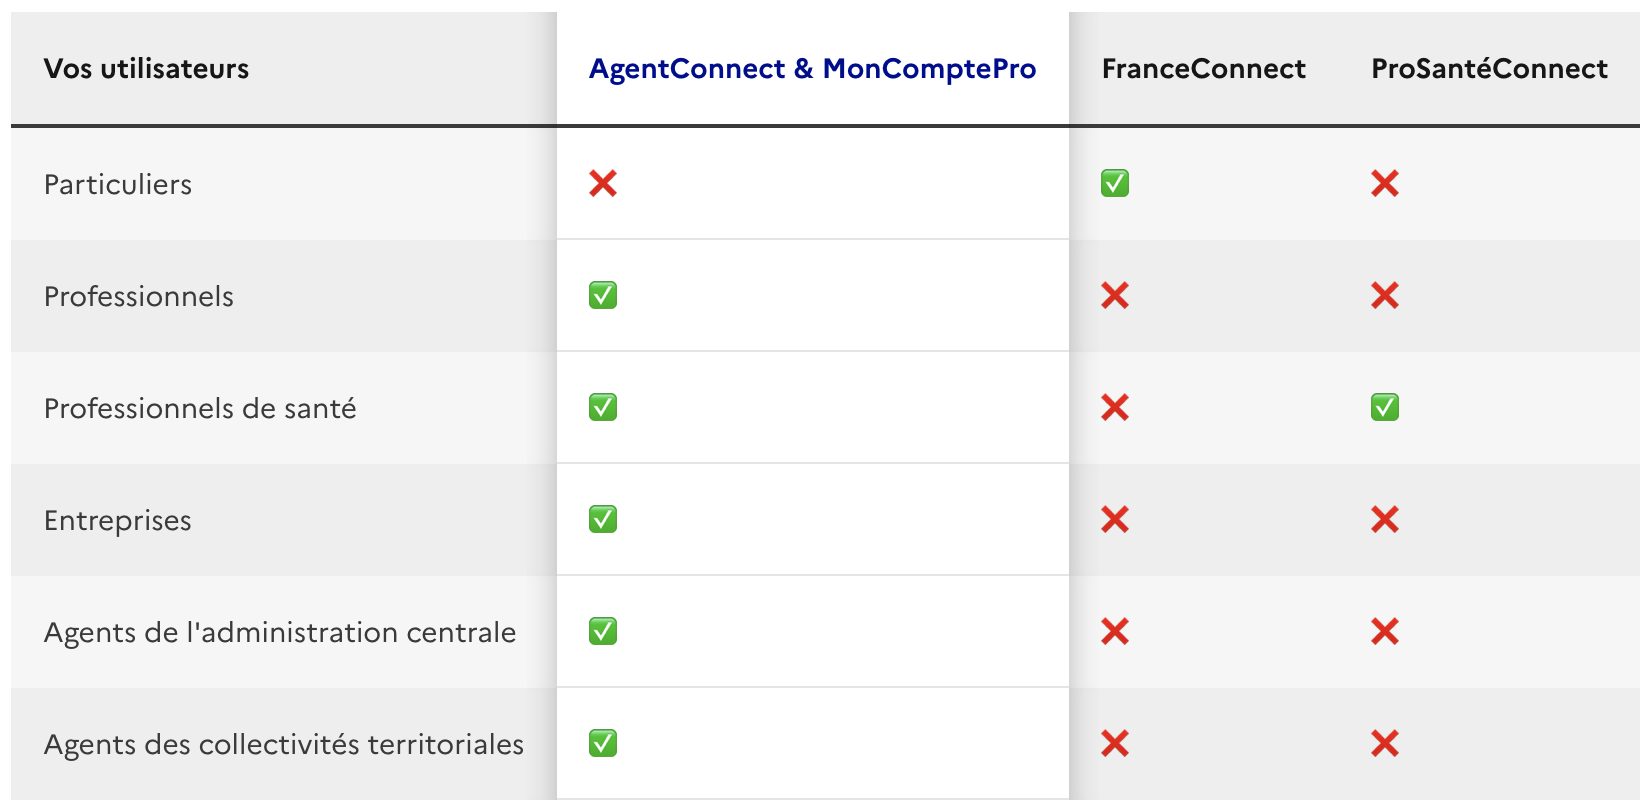 Vos utilisateurs AgentConnect & MonComptePro FranceConnect ProSantéConnect
Particuliers ❌ ✅ ❌
Professionnels ✅ ❌ ❌
Professionnels de santé ✅ ❌ ✅
Entreprises ✅ ❌ ❌
Agents de l'administration centrale ✅ ❌ ❌
Agents des collectivités territoriales ✅ ❌ ❌